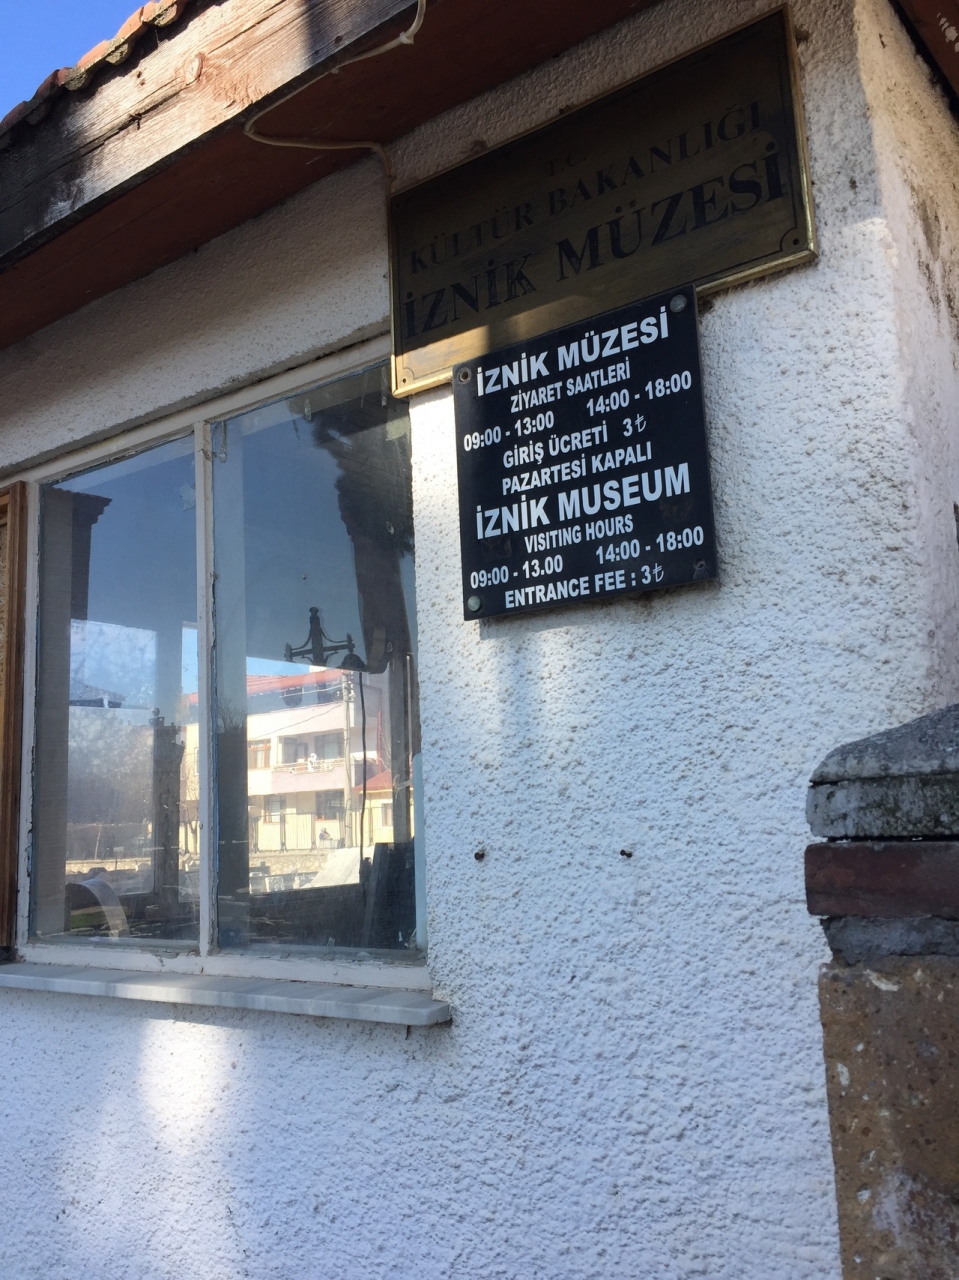 T.C.
KÜLTÜR BAKANLIĞI
İZNİK MÜZESİ
İZNİK MÜZESİ
ZİYARET SAATLERİ
09:00 - 13:00 14:00 - 18:00
GİRİŞ ÜCRETİ 3₺
PAZARTESİ KAPALI
İZNİK MUSEUM
VISITING HOURS
09:00 - 13.00 14:00 - 18:00
ENTRANCE FEE : 3₺